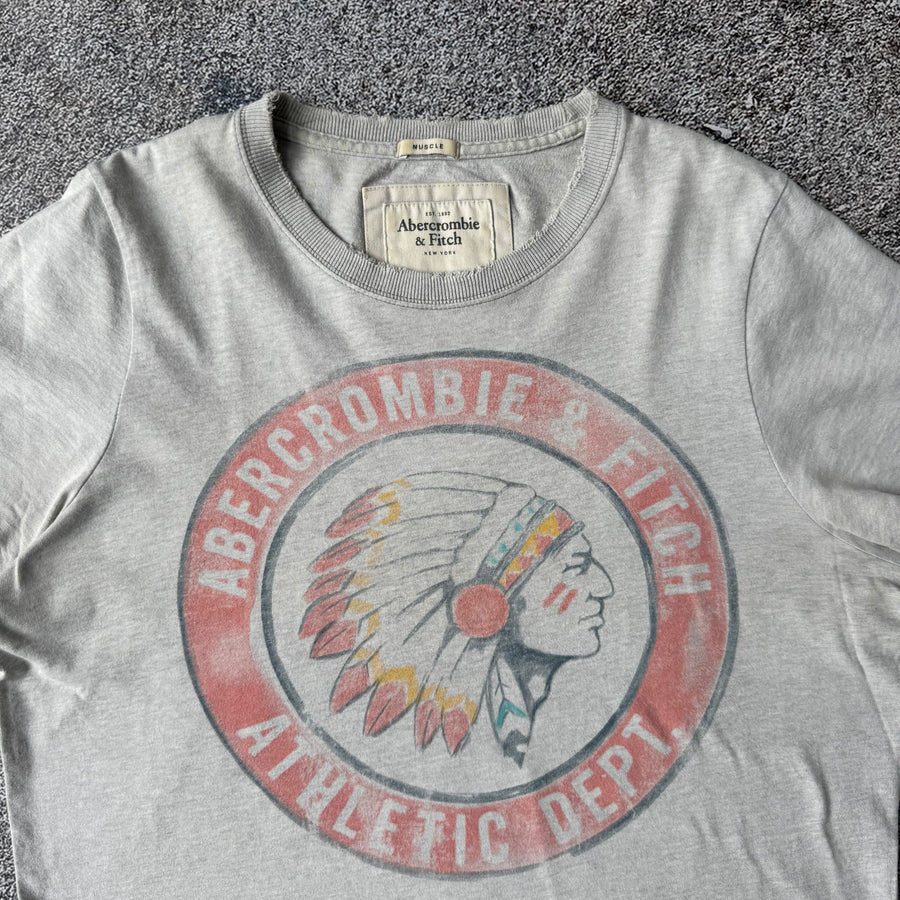 MUSCLE
EST. 1892
Abercrombie
& Fitch
NEW YORK
ABERCROMBIE & FITCH
ATHLETIC DEPT.